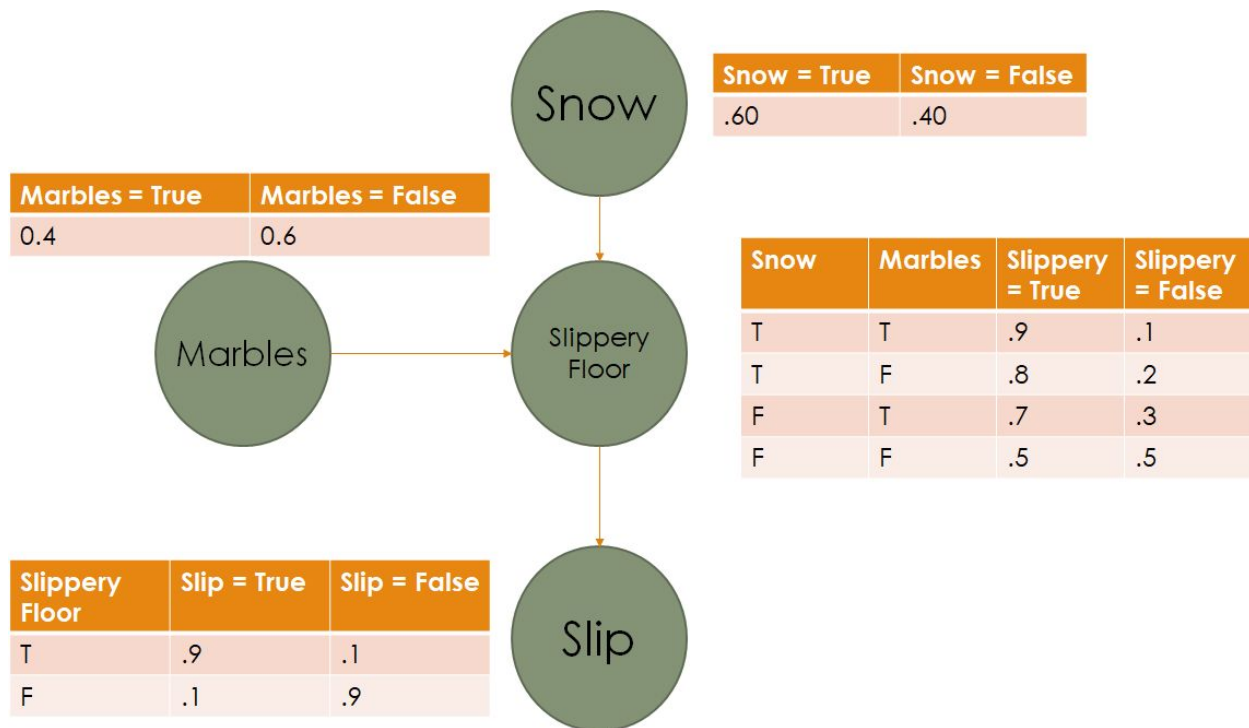 Snow
Snow = True Snow = False
.60 .40
Marbles = True Marbles = False
0.4 0.6
Marbles
Slippery
Floor
Snow Marbles Slippery = True Slippery = False
T T .9 .1
T F .8 .2
F T .7 .3
F F .5 .5
Slippery Floor Slip = True Slip = False
T .9 .1
F .1 .9
Slip